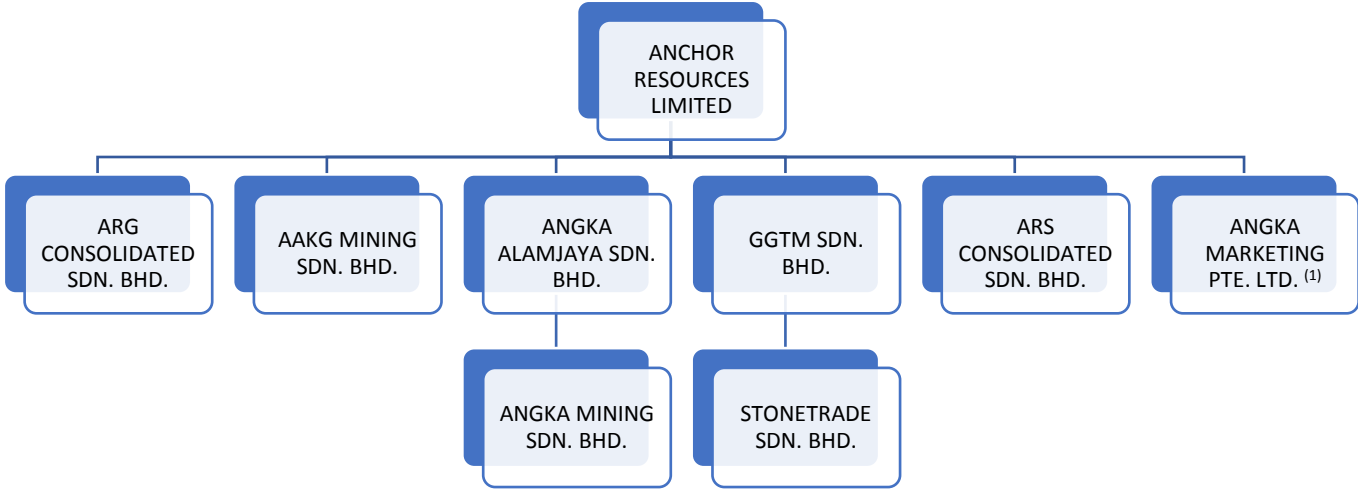 ANCHOR
RESOURCES
LIMITED
ARG
CONSOLIDATED
SDN. BHD.
AAKG MINING
SDN. BHD.
ANGKA
ALAMJAYA SDN.
BHD.
GGTM SDN.
BHD.
ARS
CONSOLIDATED
SDN. BHD.
ANGKA
MARKETING
PTE. LTD. (1)
ANGKA MINING
SDN. BHD.
STONETRADE
SDN. BHD.